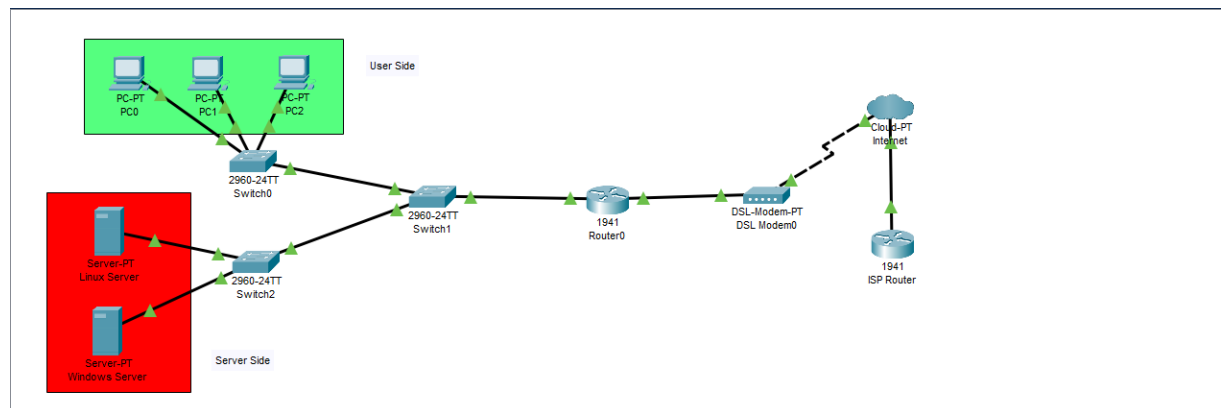 User Side
PC-PT
PC0
PC-PT
PC1
PC-PT
PC2
2960-24TT
Switch0
2960-24TT
Switch1
1941
Router0
DSL-Modem-PT
DSL Modem0
Cloud-PT
Internet
1941
ISP Router
Server-PT
Linux Server
2960-24TT
Switch2
Server-PT
Windows Server
Server Side